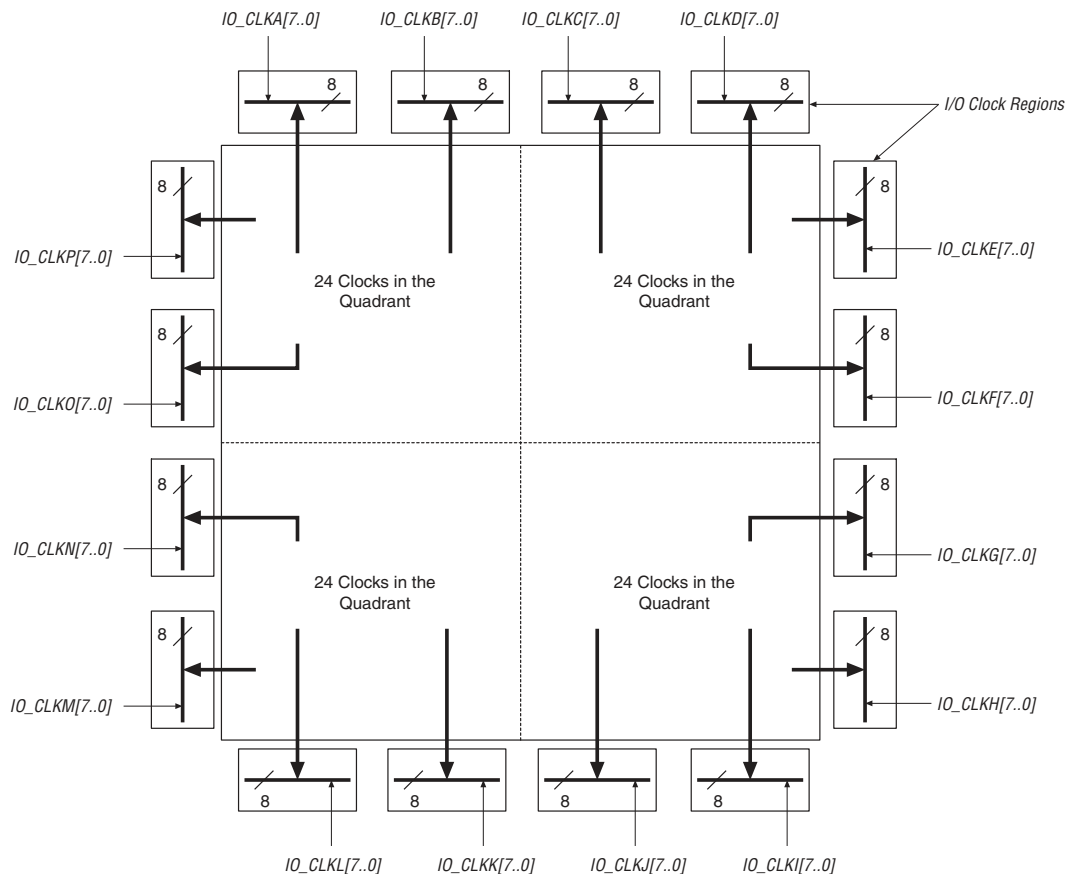 IO_CLKA[7..0]
IO_CLKB[7..0]
IO_CLKC[7..0]
IO_CLKD[7..0]
8
8
8
8
I/O Clock Regions
8
8
IO_CLKP[7..0]
IO_CLKE[7..0]
24 Clocks in the
Quadrant
24 Clocks in the
Quadrant
8
8
IO_CLKO[7..0]
IO_CLKF[7..0]
8
8
IO_CLKN[7..0]
IO_CLKG[7..0]
24 Clocks in the
Quadrant
24 Clocks in the
Quadrant
8
8
IO_CLKM[7..0]
IO_CLKH[7..0]
8
8
8
8
IO_CLKL[7..0]
IO_CLKK[7..0]
IO_CLKJ[7..0]
IO_CLKI[7..0]